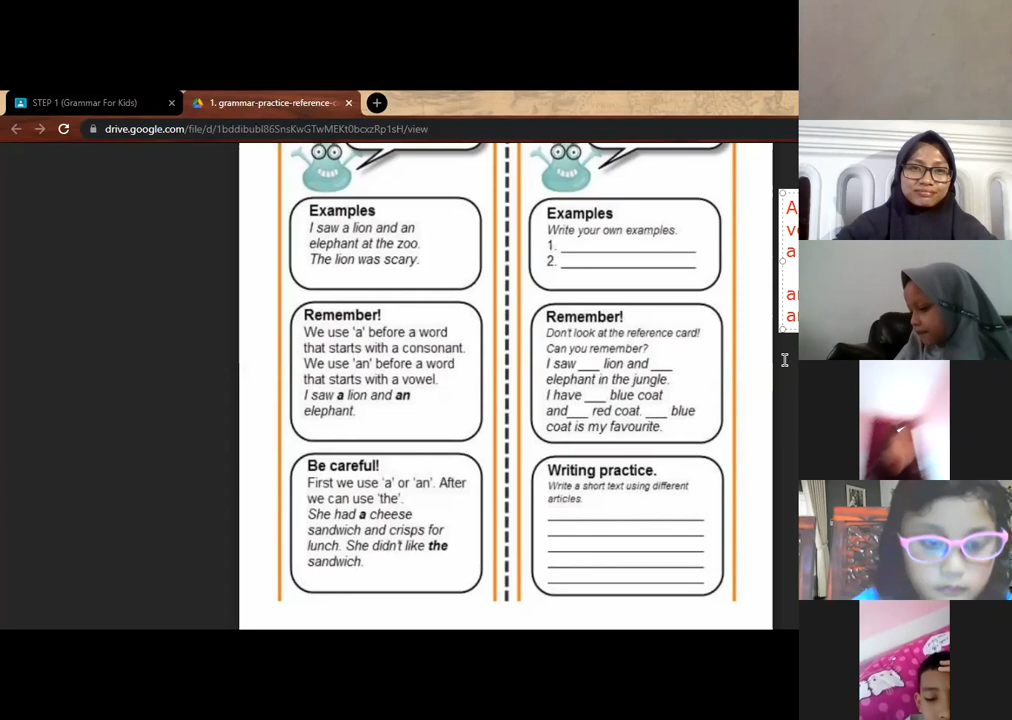 STEP 1 (Grammar For Kids)
1. grammar-practice-reference-c
drive.google.com/file/d/1bddibubI86SnsKwGTwMEKt0bcxzRp1sH/view
Examples
I saw a lion and an
elephant at the zoo.
The lion was scary.
Remember!
We use 'a' before a word
that starts with a consonant.
We use 'an' before a word
that starts with a vowel.
I saw a lion and an
elephant.
Be careful!
First we use 'a' or 'an'. After
we can use 'the'.
She had a cheese
sandwich and crisps for
lunch. She didn't like the
sandwich.
Examples
Write your own examples.
1. ____________________
2. ____________________
Remember!
Don't look at the reference card!
Can you remember?
I saw ___ lion and ___
elephant in the jungle.
I have ___ blue coat
and___ red coat. ___ blue
coat is my favourite.
Writing practice.
Write a short text using different
articles.